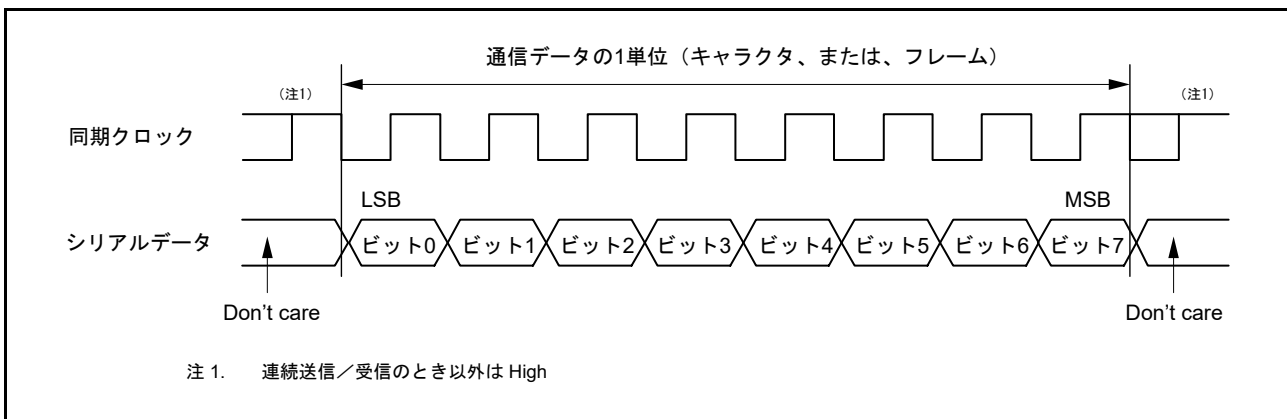 通信データの1単位（キャラクタ、または、フレーム）
（注1） （注1）
同期クロック
LSB MSB
シリアルデータ ビット0 ビット1 ビット2 ビット3 ビット4 ビット5 ビット6 ビット7
Don't care Don't care
注 1. 連続送信／受信のとき以外は High